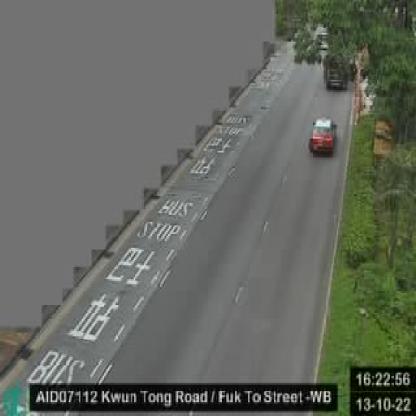 BUS
STOP
巴士
站
BUS
STOP
巴士
站
BUS
AID07112 Kwun Tong Road / Fuk To Street -WB
16:22:56
13-10-22